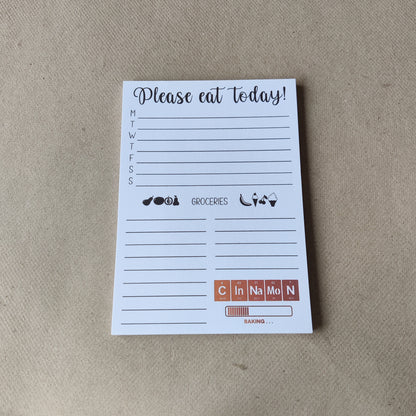 Please eat today!
M
T
W
T
F
S
S
GROCERIES
C In Na Mo N
BAKING...